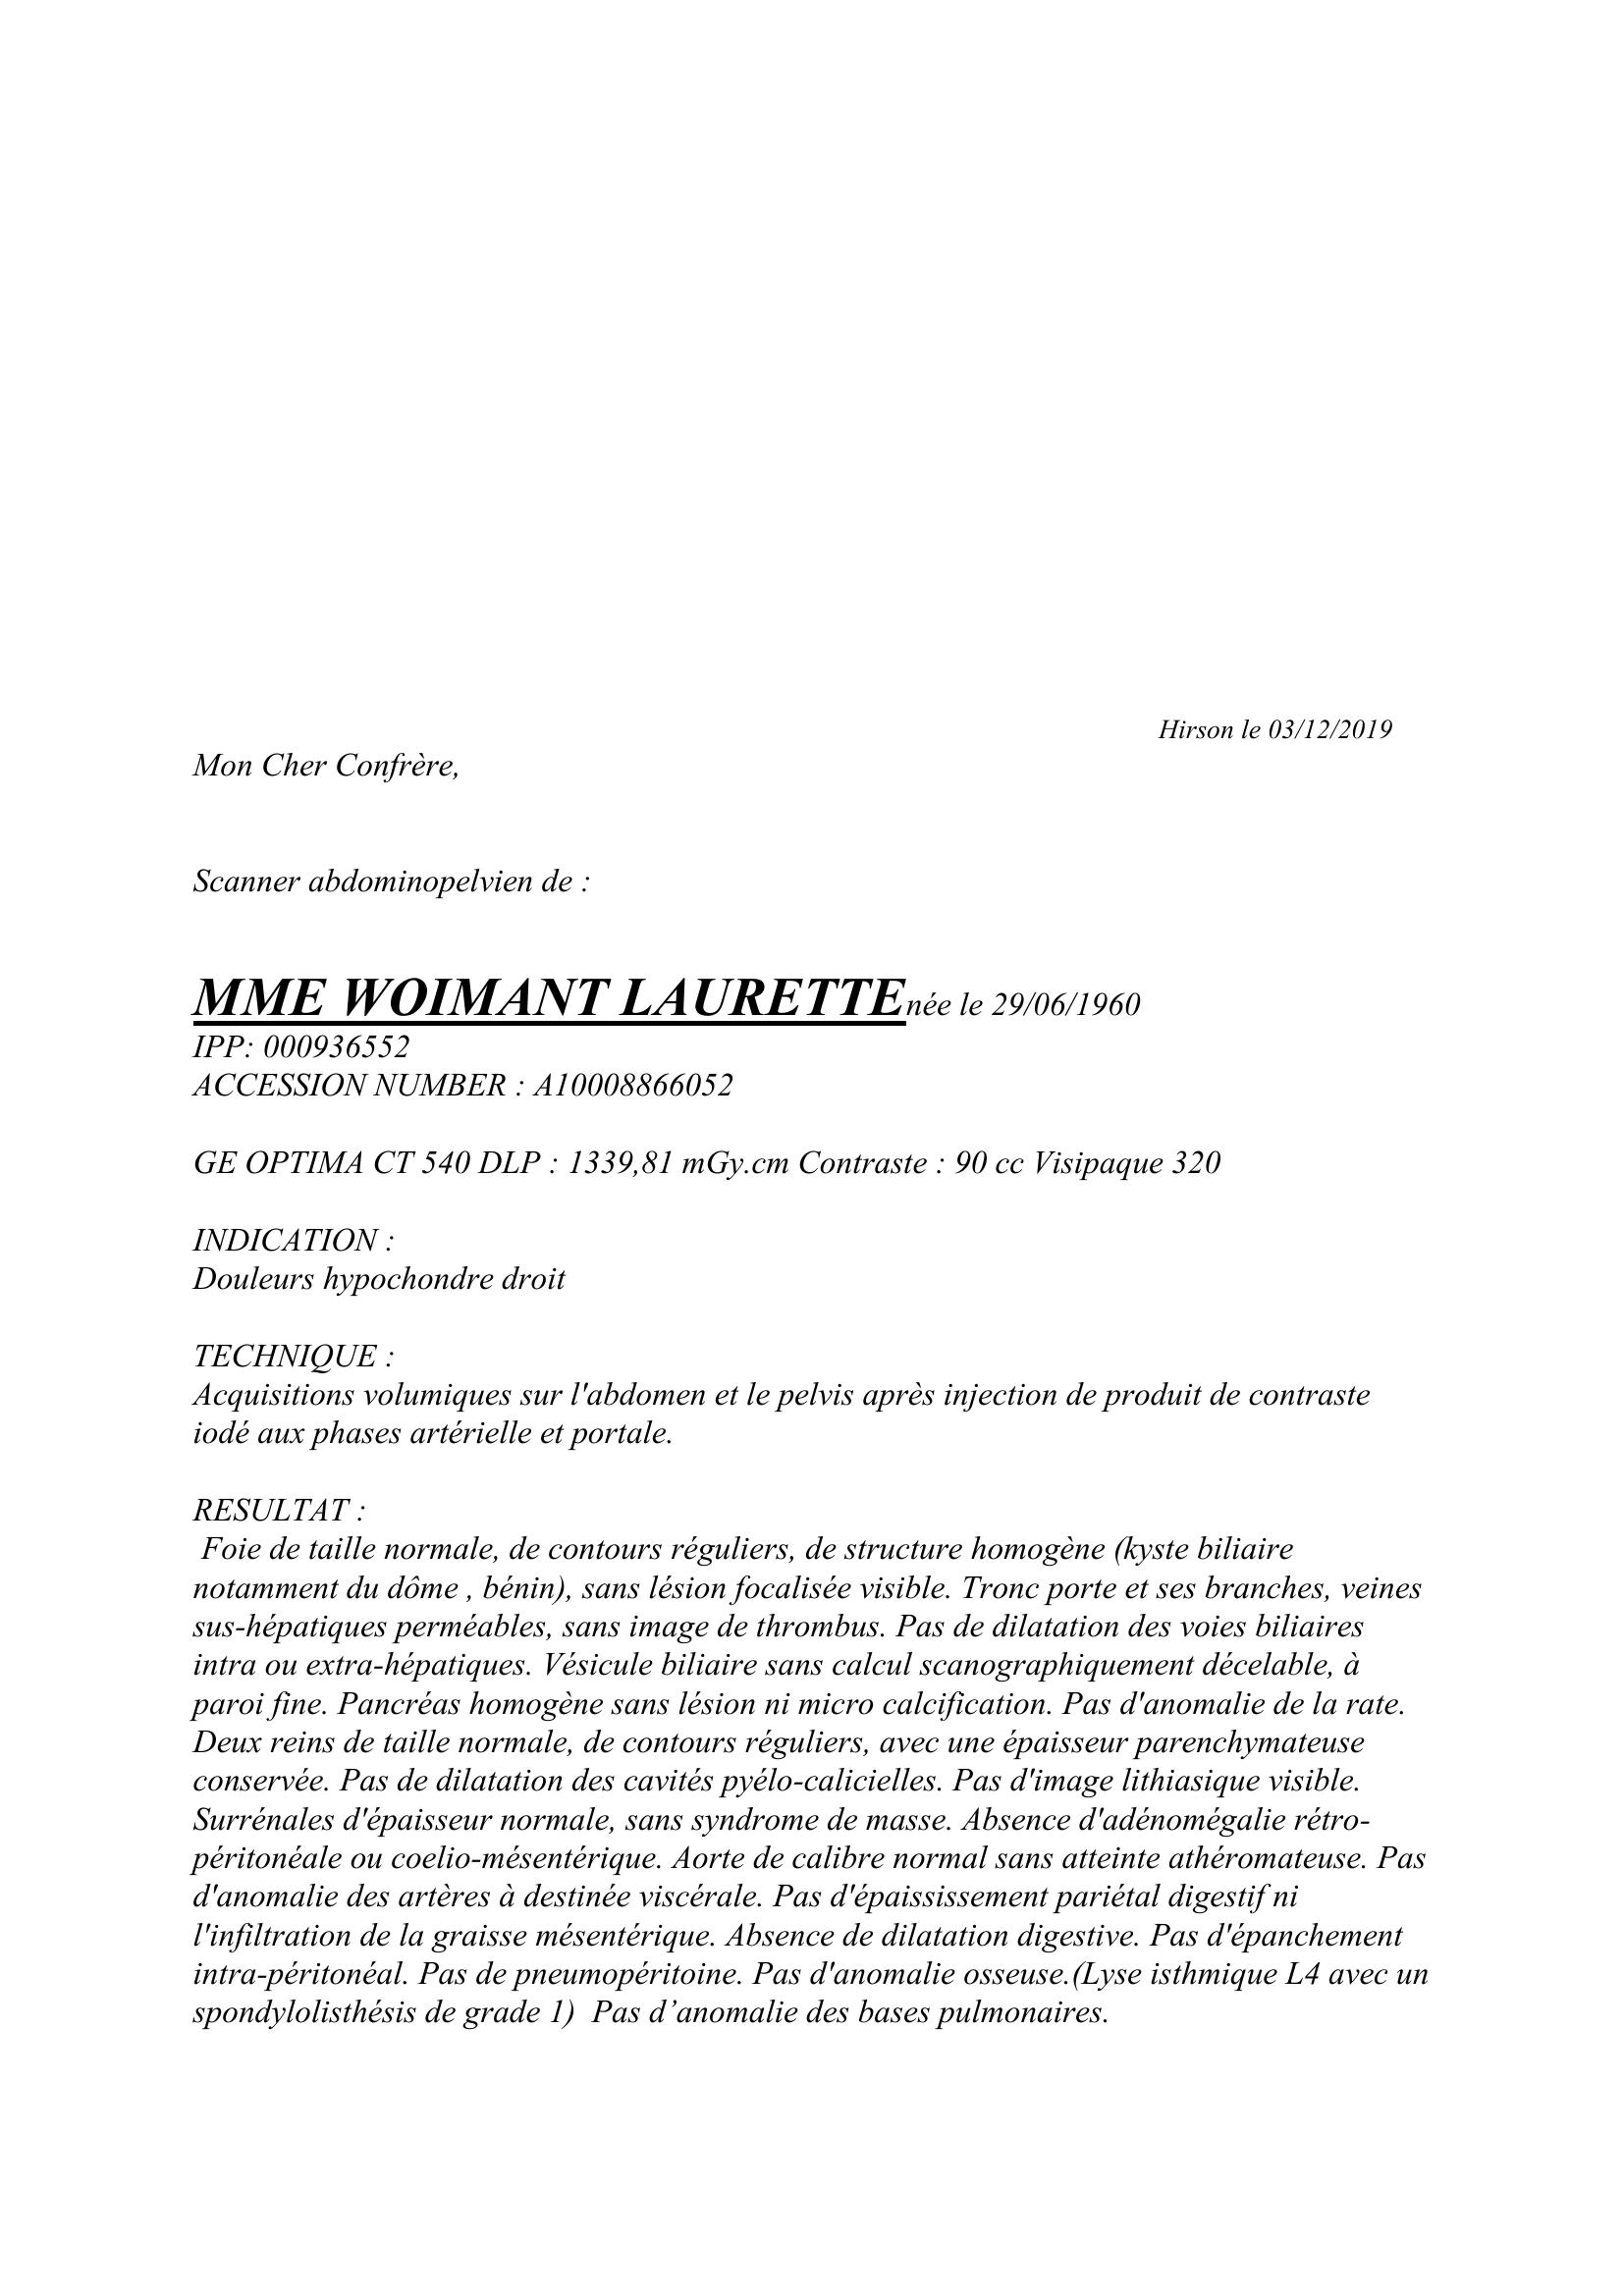 Hirson le 03/12/2019
Mon Cher Confrère,
Scanner abdominopelvien de :
MME WOIMANT LAURETTEnée le 29/06/1960
IPP: 000936552
ACCESSION NUMBER : A10008866052
GE OPTIMA CT 540 DLP : 1339,81 mGy.cm Contraste : 90 cc Visipaque 320
INDICATION :
Douleurs hypochondre droit
TECHNIQUE :
Acquisitions volumiques sur l'abdomen et le pelvis après injection de produit de contraste
iodé aux phases artérielle et portale.
RESULTAT :
Foie de taille normale, de contours réguliers, de structure homogène (kyste biliaire
notamment du dôme , bénin), sans lésion focalisée visible. Tronc porte et ses branches, veines
sus-hépatiques perméables, sans image de thrombus. Pas de dilatation des voies biliaires
intra ou extra-hépatiques. Vésicule biliaire sans calcul scanographiquement décelable, à
paroi fine. Pancréas homogène sans lésion ni micro calcification. Pas d'anomalie de la rate.
Deux reins de taille normale, de contours réguliers, avec une épaisseur parenchymateuse
conservée. Pas de dilatation des cavités pyélo-calicielles. Pas d'image lithiasique visible.
Surrénales d'épaisseur normale, sans syndrome de masse. Absence d'adénomégalie rétro-
péritonéale ou coelio-mésentérique. Aorte de calibre normal sans atteinte athéromateuse. Pas
d'anomalie des artères à destinée viscérale. Pas d'épaississement pariétal digestif ni
l'infiltration de la graisse mésentérique. Absence de dilatation digestive. Pas d'épanchement
intra-péritonéal. Pas de pneumopéritoine. Pas d'anomalie osseuse.(Lyse isthmique L4 avec un
spondylolisthésis de grade 1)  Pas d’anomalie des bases pulmonaires.